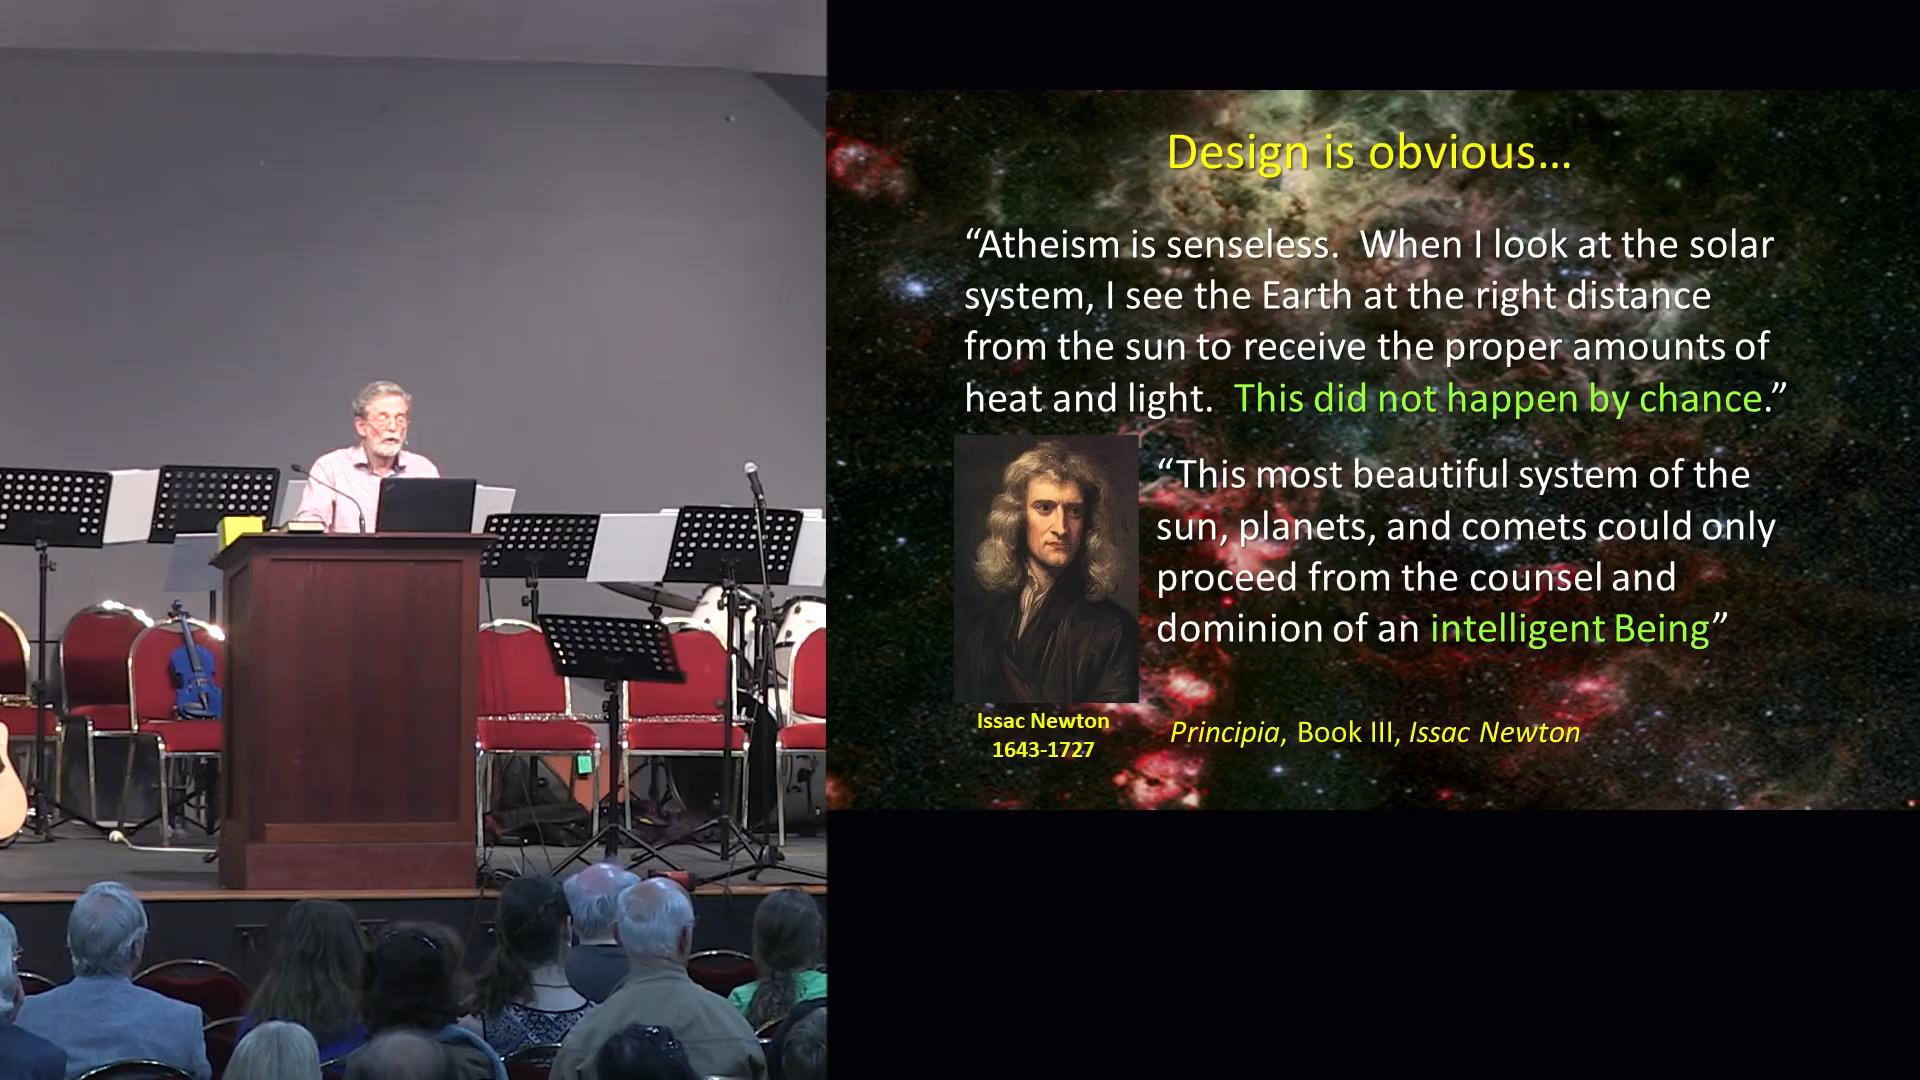 Design is obvious...
“Atheism is senseless.  When I look at the solar
system, I see the Earth at the right distance
from the sun to receive the proper amounts of
heat and light.  This did not happen by chance.”
“This most beautiful system of the
sun, planets, and comets could only
proceed from the counsel and
dominion of an intelligent Being”
Issac Newton
1643-1727
Principia, Book III, Issac Newton